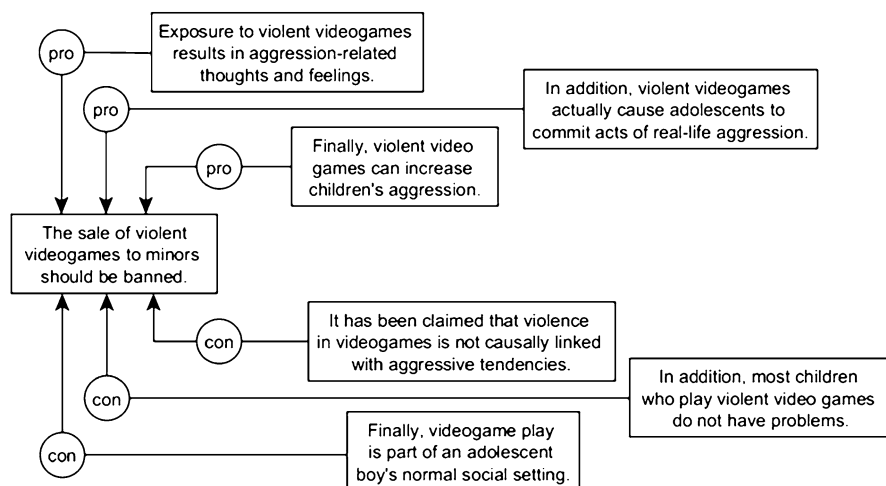 pro
Exposure to violent videogames
results in aggression-related
thoughts and feelings.
pro
In addition, violent videogames
actually cause adolescents to
commit acts of real-life aggression.
pro
Finally, violent video
games can increase
children's aggression.
The sale of violent
videogames to minors
should be banned.
con
It has been claimed that violence
in videogames is not causally linked
with aggressive tendencies.
con
In addition, most children
who play violent video games
do not have problems.
con
Finally, videogame play
is part of an adolescent
boy's normal social setting.